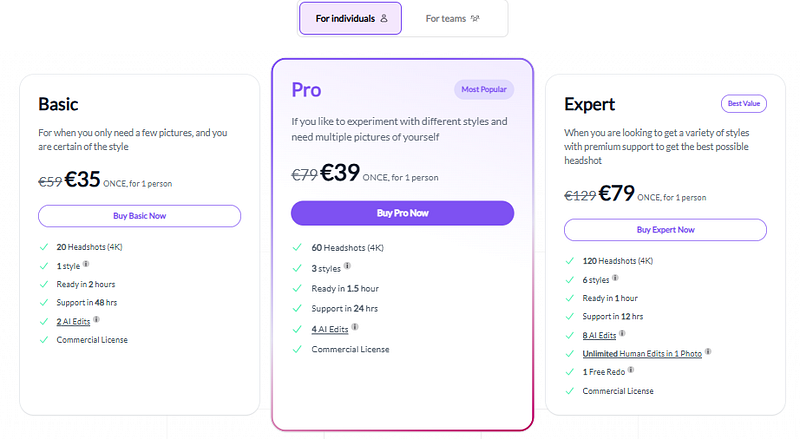 For individuals
For teams
Basic
For when you only need a few pictures, and you
are certain of the style
€59 €35 ONCE, for 1 person
Buy Basic Now
20 Headshots (4K)
1 style
Ready in 2 hours
Support in 48 hrs
2 AI Edits
Commercial License
Pro
Most Popular
If you like to experiment with different styles and
need multiple pictures of yourself
€79 €39 ONCE, for 1 person
Buy Pro Now
60 Headshots (4K)
3 styles
Ready in 1.5 hour
Support in 24 hrs
4 AI Edits
Commercial License
Expert
Best Value
When you are looking to get a variety of styles
with premium support to get the best possible
headshot
€129 €79 ONCE, for 1 person
Buy Expert Now
120 Headshots (4K)
6 styles
Ready in 1 hour
Support in 12 hrs
8 AI Edits
Unlimited Human Edits in 1 Photo
1 Free Redo
Commercial License